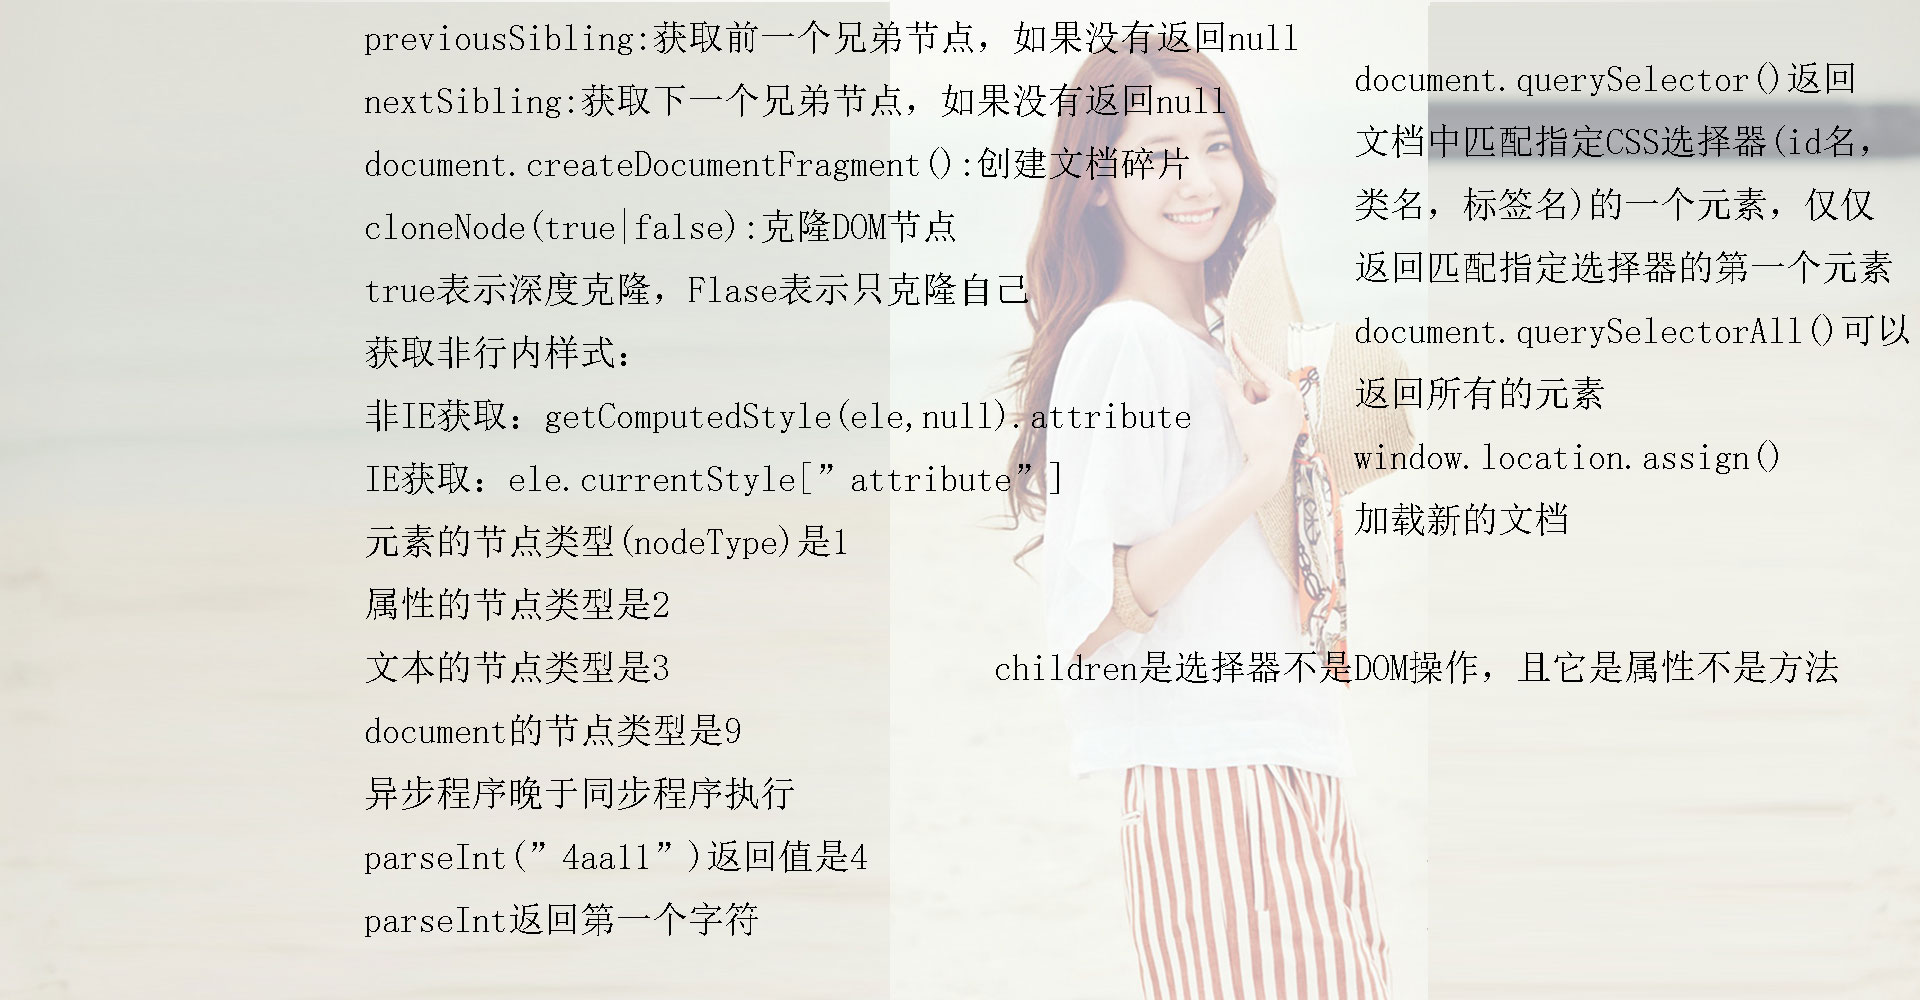 previousSibling:获取前一个兄弟节点，如果没有返回null
nextSibling:获取下一个兄弟节点，如果没有返回null
document.createDocumentFragment():创建文档碎片
cloneNode(true|false):克隆DOM节点
true表示深度克隆，Flase表示只克隆自己
获取非行内样式：
非IE获取：getComputedStyle(ele,null).attribute
IE获取：ele.currentStyle[”attribute”]
元素的节点类型(nodeType)是1
属性的节点类型是2
文本的节点类型是3
document的节点类型是9
异步程序晚于同步程序执行
parseInt(”4aa11”)返回值是4
parseInt返回第一个字符
document.querySelector()返回
文档中匹配指定CSS选择器(id名，
类名，标签名)的一个元素，仅仅
返回匹配指定选择器的第一个元素
document.querySelectorAll()可以
返回所有的元素
window.location.assign()
加载新的文档
children是选择器不是DOM操作，且它是属性不是方法